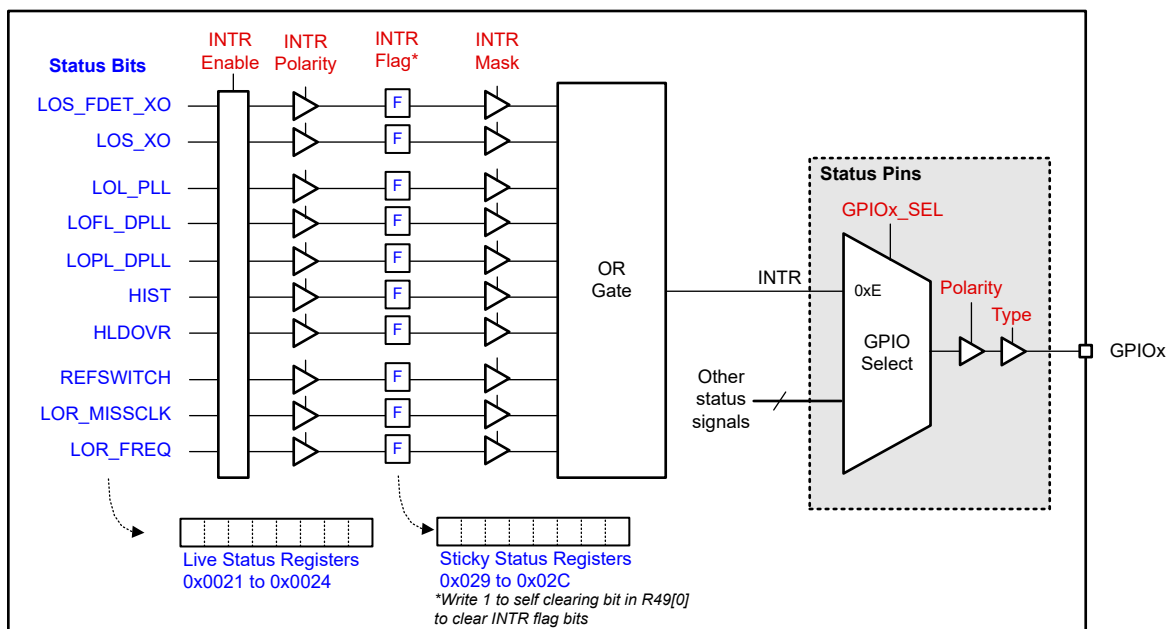 INTR
Enable
INTR
Polarity
INTR
Flag*
INTR
Mask
Status Bits
LOS_FDET_XO
F
LOS_XO
F
LOL_PLL
F
LOFL_DPLL
F
LOPL_DPLL
F
HIST
F
HLDOVR
F
REFSWITCH
F
LOR_MISSCLK
F
LOR_FREQ
F
OR
Gate
INTR
Status Pins
GPIOx_SEL
0xE
GPIO
Select
Polarity
Type
GPIOx
Other
status
signals
Live Status Registers
0x0021 to 0x0024
Sticky Status Registers
0x029 to 0x02C
*Write 1 to self clearing bit in R49[0]
to clear INTR flag bits